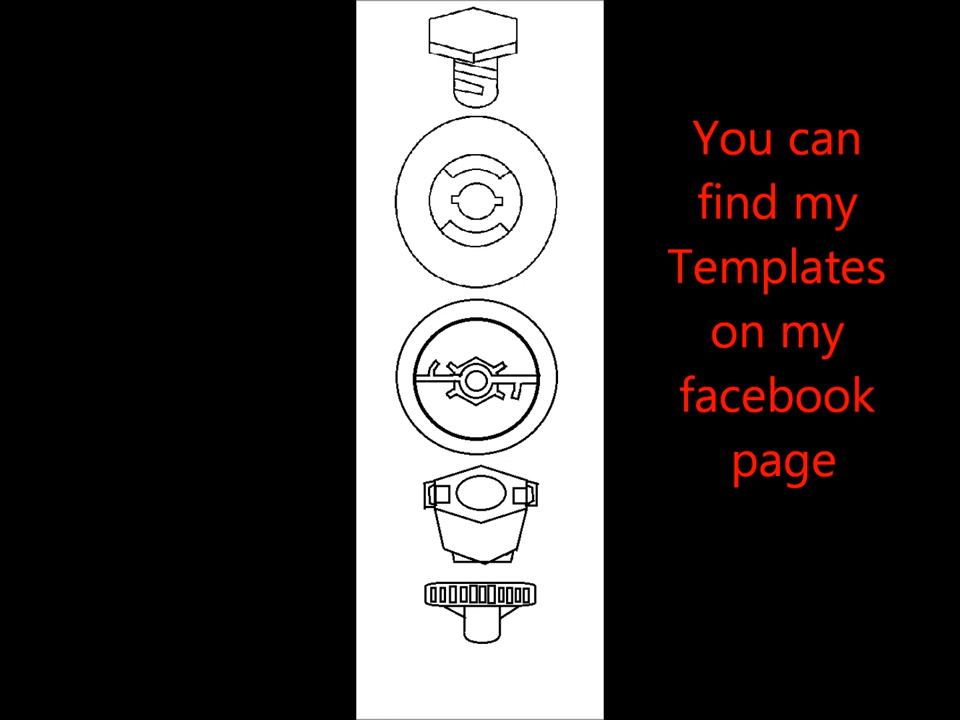 You can
find my
Templates
on my
facebook
page